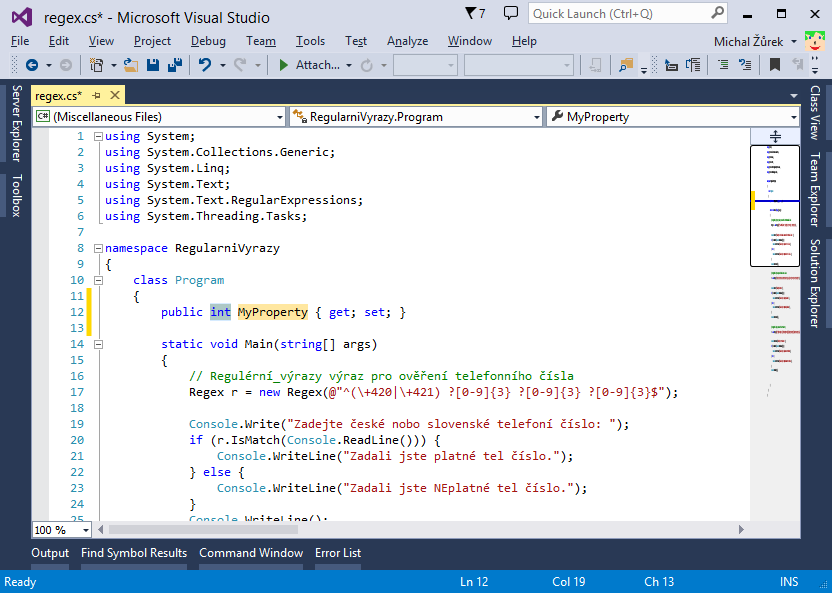 regex.cs* - Microsoft Visual Studio
7
Quick Launch (Ctrl+Q)
File Edit View Project Debug Team Tools Test Analyze Window Help
Michal Žůrek
Attach...
Server Explorer
Toolbox
regex.cs*
C# (Miscellaneous Files)
RegularniVyrazy.Program
MyProperty
Class View
Team Explorer
Solution Explorer
1 using System;
2 using System.Collections.Generic;
3 using System.Linq;
4 using System.Text;
5 using System.Text.RegularExpressions;
6 using System.Threading.Tasks;
7
8 namespace RegularniVyrazy
9 {
10 class Program
11 {
12 public int MyProperty { get; set; }
13
14 static void Main(string[] args)
15 {
16 // Regulérní_výrazy výraz pro ověření telefonního čísla
17 Regex r = new Regex(@"^(\+420|\+421) ?[0-9]{3} ?[0-9]{3} ?[0-9]{3}$");
18
19 Console.Write("Zadejte české nobo slovenské telefoní číslo: ");
20 if (r.IsMatch(Console.ReadLine())) {
21 Console.WriteLine("Zadali jste platné tel číslo.");
22 } else {
23 Console.WriteLine("Zadali jste NEplatné tel číslo.");
24 }
25 Console.WriteLine();
100 %
Output Find Symbol Results Command Window Error List
Ready Ln 12 Col 19 Ch 13 INS